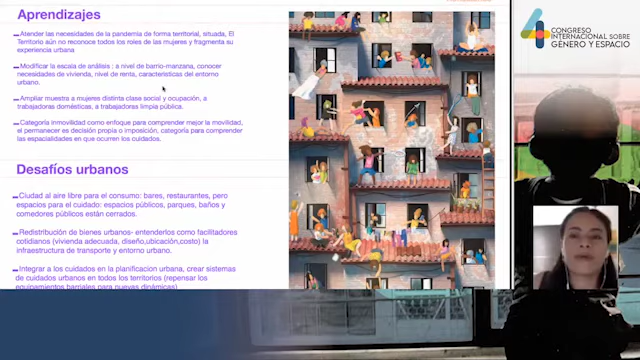 Aprendizajes
Atender las necesidades de la pandemia de forma territorial, situada, El
Territorio aún no reconoce todos los roles de las mujeres y fragmenta su
experiencia urbana
Modificar la escala de análisis : a nivel de barrio-manzana, conocer
necesidades de vivienda, nivel de renta, características del entorno
urbano.
Ampliar muestra a mujeres distinta clase social y ocupación, a
trabajadoras domésticas, a trabajadoras limpia pública.
Categoría inmovilidad como enfoque para comprender mejor la movilidad,
el permanecer es decisión propia o imposición, categoría para comprender
las espacialidades en que ocurren los cuidados.
Desafíos urbanos
Ciudad al aire libre para el consumo: bares, restaurantes, pero
espacios para el cuidado: espacios públicos, parques, baños y
comedores públicos están cerrados.
Redistribución de bienes urbanos- entenderlos como facilitadores
cotidianos (vivienda adecuada, diseño,ubicación,costo) la
infraestructura de transporte y entorno urbano.
Integrar a los cuidados en la planificacion urbana, crear sistemas
de cuidados urbanos en todos los territorios (repensar los
equipamientos barriales para nuevas dinámicas)
4 CONGRESO
INTERNACIONAL SOBRE
GÉNERO Y ESPACIO